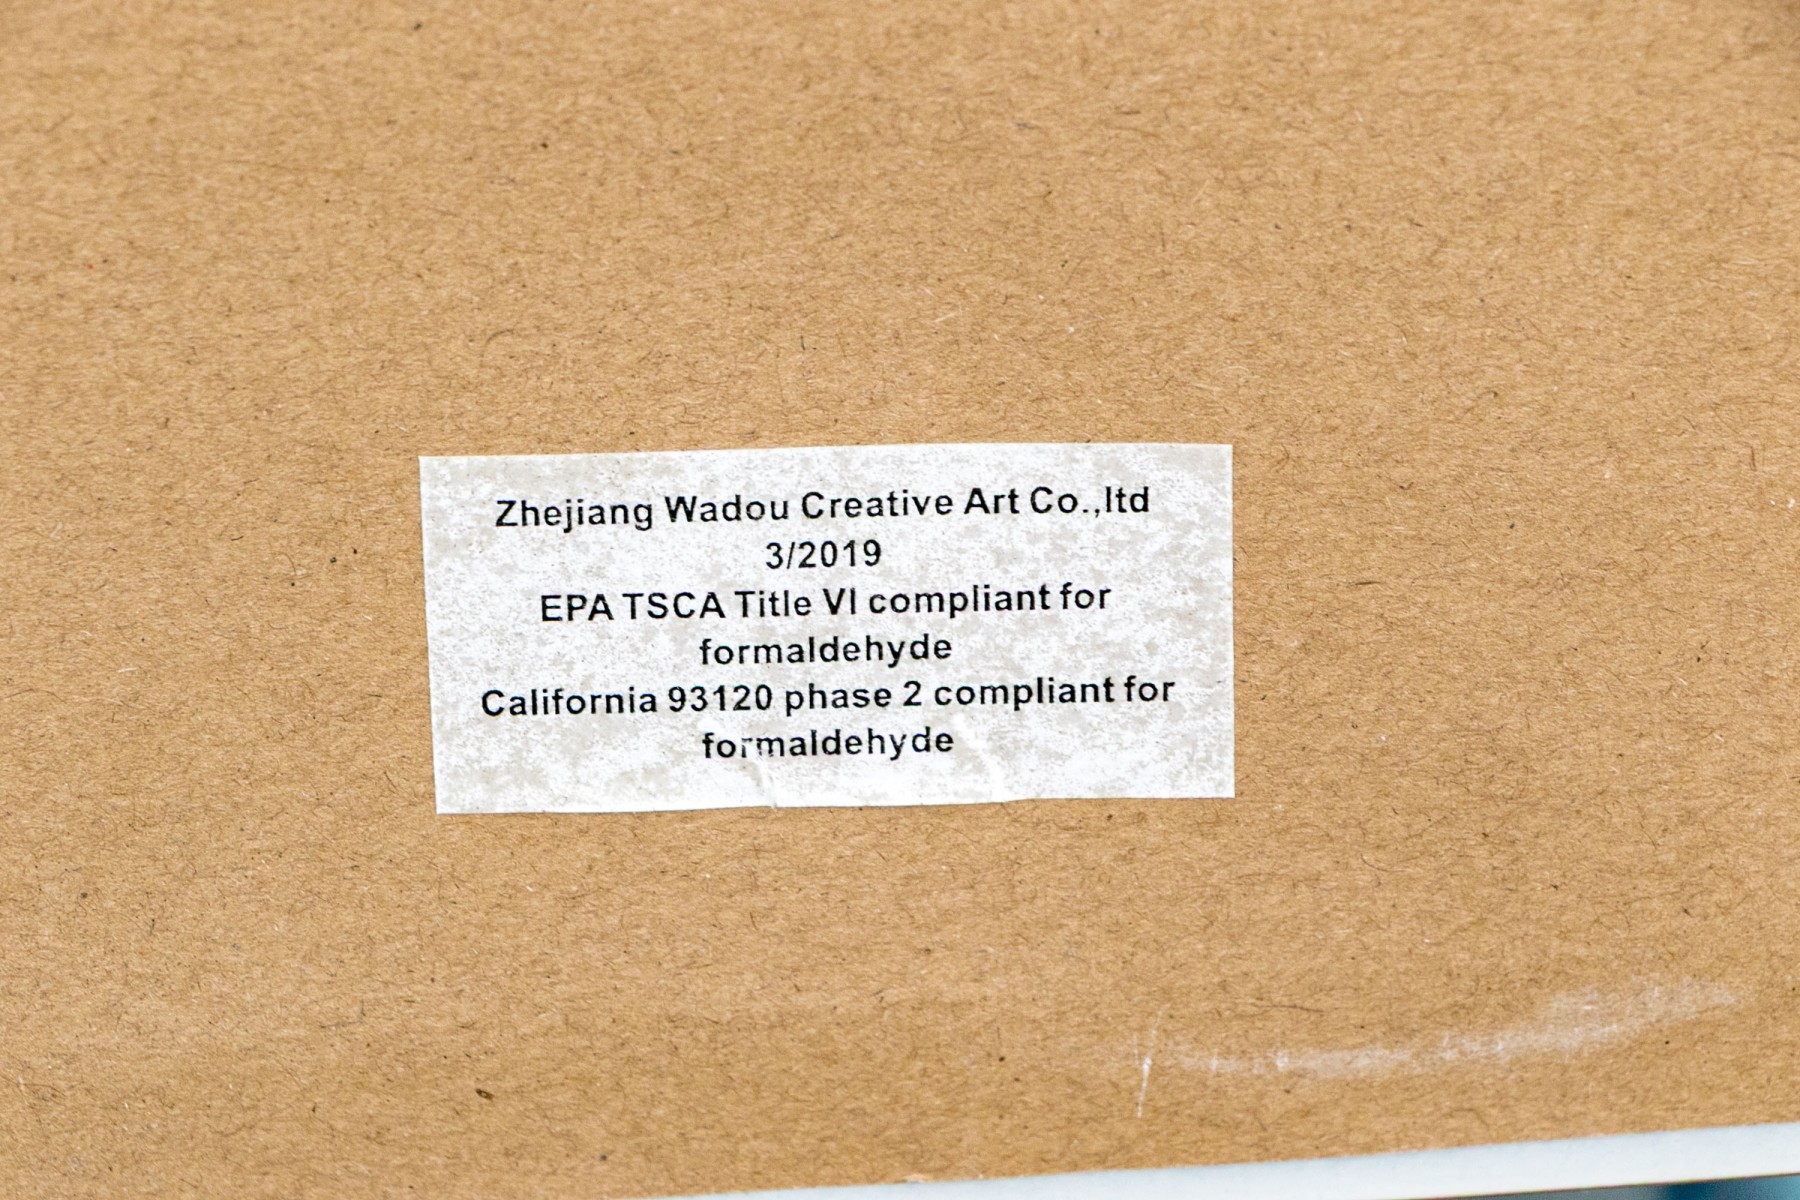 Zhejiang Wadou Creative Art Co.,ltd
3/2019
EPA TSCA Title VI compliant for
formaldehyde
California 93120 phase 2 compliant for
formaldehyde